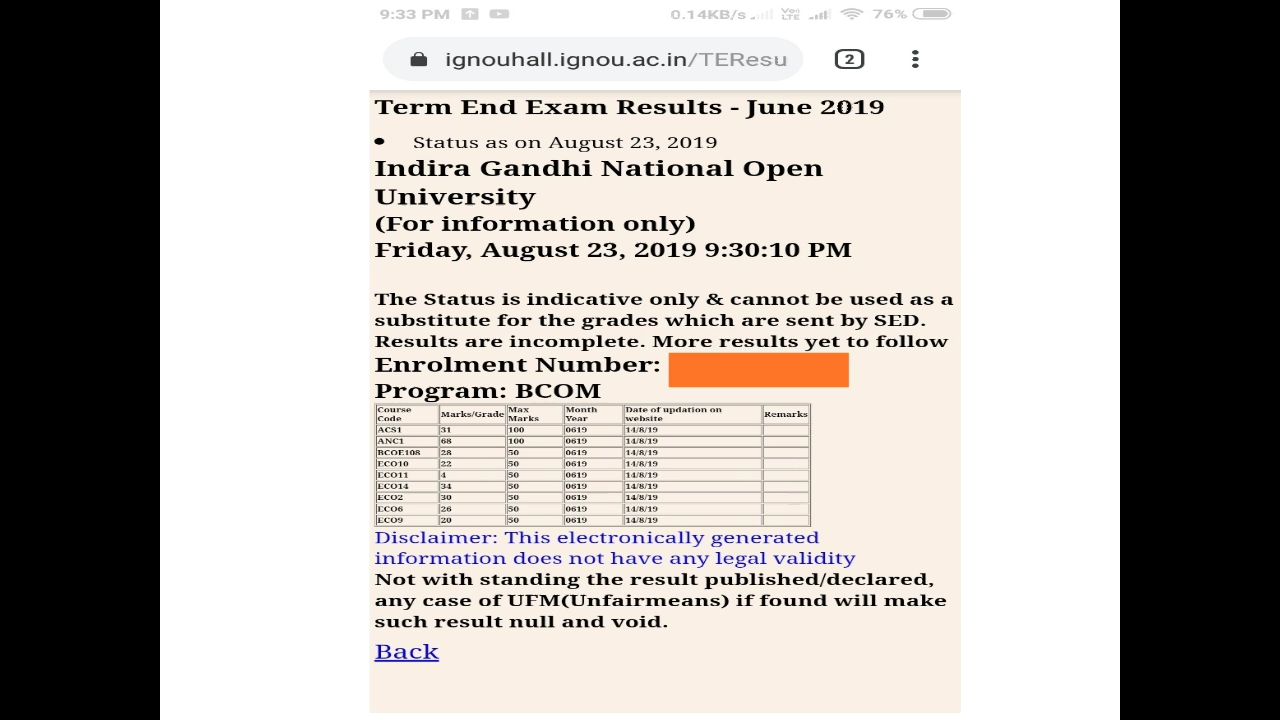 9:33 PM 0.14KB/s Vo LTE 76%
ignouhall.ignou.ac.in/TEResu 2
Term End Exam Results - June 2019
• Status as on August 23, 2019
Indira Gandhi National Open
University
(For information only)
Friday, August 23, 2019 9:30:10 PM
The Status is indicative only & cannot be used as a
substitute for the grades which are sent by SED.
Results are incomplete. More results yet to follow
Enrolment Number:
Program: BCOM
Course Code Marks/Grade Max Marks Month Year Date of updation on website Remarks
ACS1 31 100 0619 14/8/19
ANC1 68 100 0619 14/8/19
BCOE108 28 50 0619 14/8/19
ECO10 22 50 0619 14/8/19
ECO11 4 50 0619 14/8/19
ECO14 34 50 0619 14/8/19
ECO2 30 50 0619 14/8/19
ECO6 26 50 0619 14/8/19
ECO9 20 50 0619 14/8/19
Disclaimer: This electronically generated
information does not have any legal validity
Not with standing the result published/declared,
any case of UFM(Unfairmeans) if found will make
such result null and void.
Back